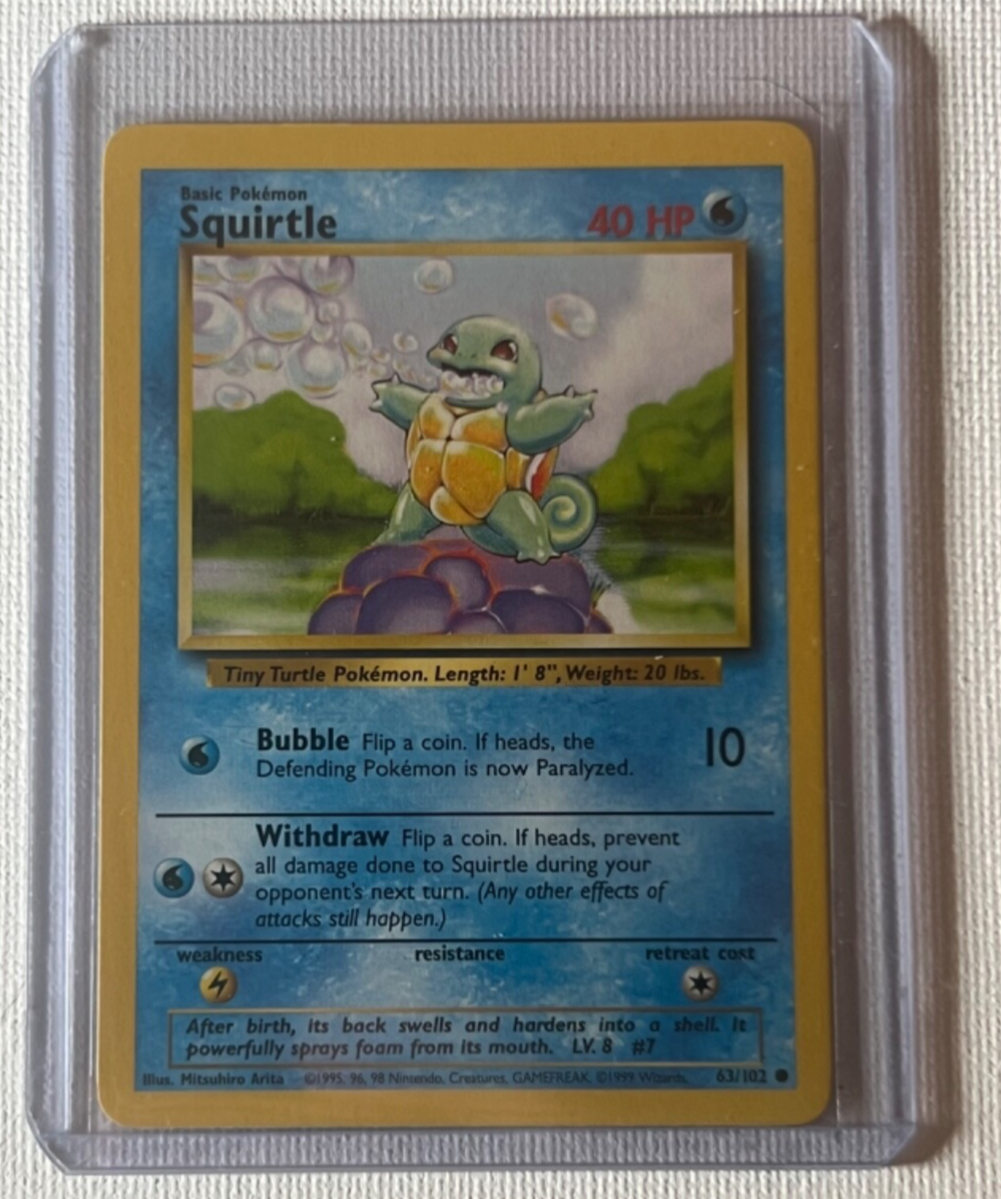 Basic Pokémon
Squirtle
40 HP
Tiny Turtle Pokémon. Length: 1' 8", Weight: 20 lbs.
Bubble Flip a coin. If heads, the
Defending Pokémon is now Paralyzed.
10
Withdraw Flip a coin. If heads, prevent
all damage done to Squirtle during your
opponent's next turn. (Any other effects of
attacks still happen.)
weakness resistance retreat cost
After birth, its back swells and hardens into a shell. It
powerfully sprays foam from its mouth. LV. 8 #7
Illus. Mitsuhiro Arita ©1995, 96, 98 Nintendo, Creatures, GAMEFREAK. ©1999 Wizards. 63/102